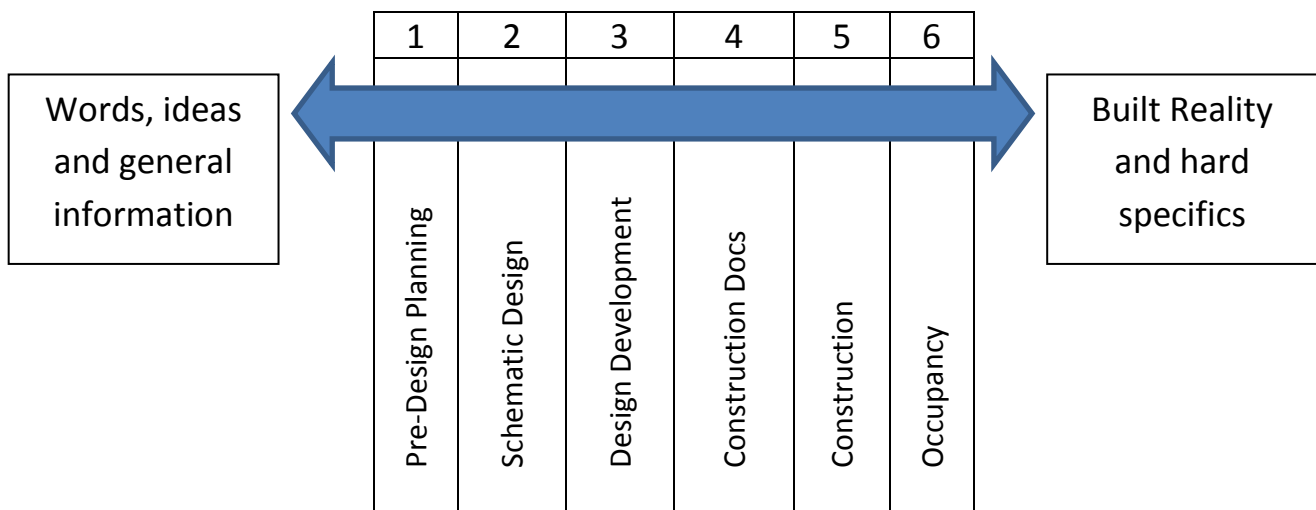 1 2 3 4 5 6
Words, ideas
and general
information
Built Reality
and hard
specifics
Pre-Design Planning
Schematic Design
Design Development
Construction Docs
Construction
Occupancy